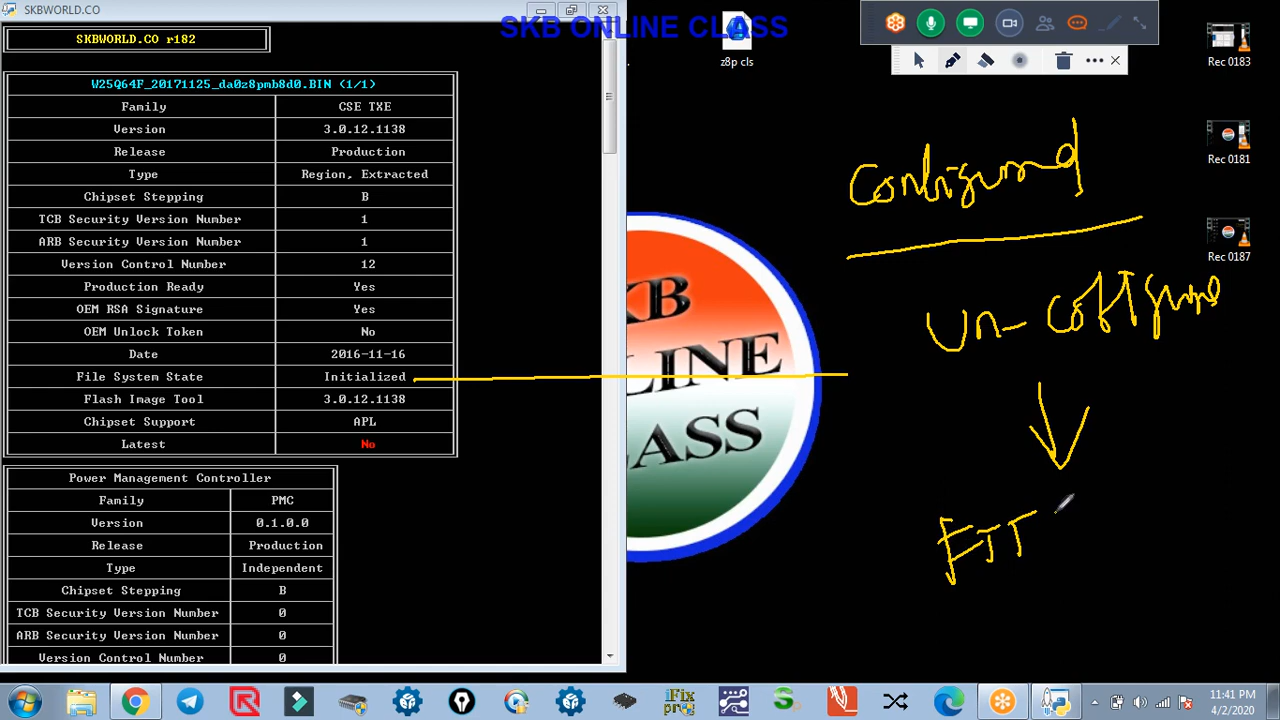 SKBWORLD.CO
SKB ONLINE CLASS
SKBWORLD.CO r182
z8p cls
Rec 0183
W25Q64F_20171125_da0z8pmb8d0.BIN (1/1)
Family CSE TXE
Version 3.0.12.1138
Release Production
Type Region, Extracted
Chipset Stepping B
TCB Security Version Number 1
ARB Security Version Number 1
Version Control Number 12
Production Ready Yes
OEM RSA Signature Yes
OEM Unlock Token No
Date 2016-11-16
File System State Initialized
Flash Image Tool 3.0.12.1138
Chipset Support APL
Latest No
Power Management Controller
Family PMC
Version 0.1.0.0
Release Production
Type Independent
Chipset Stepping B
TCB Security Version Number 0
ARB Security Version Number 0
Version Control Number 0
KB
LINE
ASS
Configured
Un-
FIT
Rec 0181
Rec 0187
iFix
prg
11:41 PM
4/2/2020